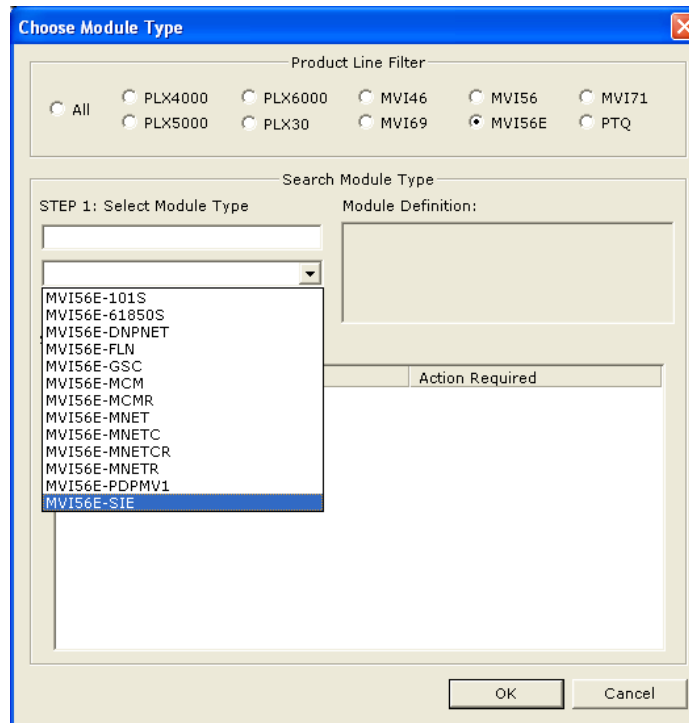 Choose Module Type
Product Line Filter
All
PLX4000 PLX6000 MVI46 MVI56 MVI71
PLX5000 PLX30 MVI69 MVI56E PTQ
Search Module Type
STEP 1: Select Module Type Module Definition:
MVI56E-101S
MVI56E-61850S
MVI56E-DNPNET
MVI56E-FLN
MVI56E-GSC
MVI56E-MCM
MVI56E-MCMR
MVI56E-MNET
MVI56E-MNETC
MVI56E-MNETCR
MVI56E-MNETR
MVI56E-PDPMV1
MVI56E-SIE
Action Required
OK Cancel